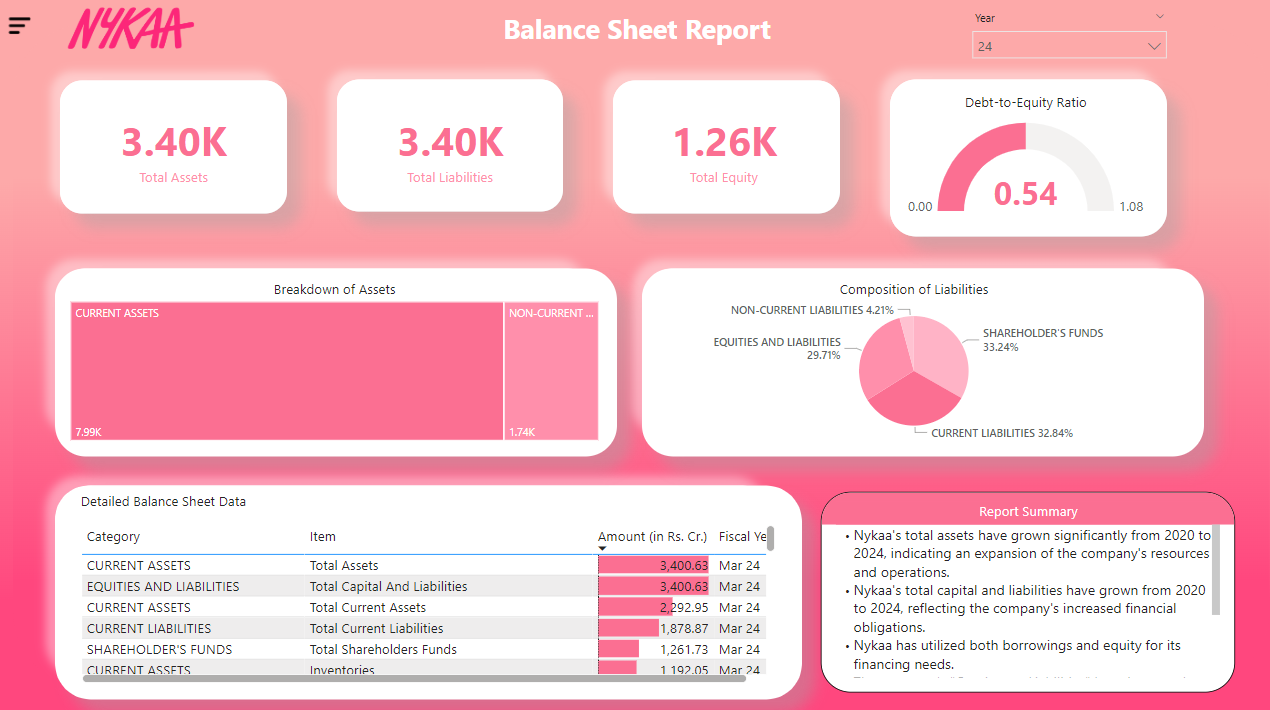 NYKAA
Balance Sheet Report
Year
24
3.40K
Total Assets
3.40K
Total Liabilities
1.26K
Total Equity
Debt-to-Equity Ratio
0.54
0.00
1.08
Breakdown of Assets
CURRENT ASSETS
7.99K
NON-CURRENT ...
1.74K
Composition of Liabilities
NON-CURRENT LIABILITIES 4.21%
SHAREHOLDER'S FUNDS
33.24%
EQUITIES AND LIABILITIES
29.71%
CURRENT LIABILITIES 32.84%
Detailed Balance Sheet Data
Category Item Amount (in Rs. Cr.) Fiscal Ye
CURRENT ASSETS Total Assets 3,400.63 Mar 24
EQUITIES AND LIABILITIES Total Capital And Liabilities 3,400.63 Mar 24
CURRENT ASSETS Total Current Assets 2,292.95 Mar 24
CURRENT LIABILITIES Total Current Liabilities 1,878.87 Mar 24
SHAREHOLDER'S FUNDS Total Shareholders Funds 1,261.73 Mar 24
CURRENT ASSETS Inventories 1,192.05 Mar 24
Report Summary
• Nykaa's total assets have grown significantly from 2020 to
2024, indicating an expansion of the company's resources
and operations.
• Nykaa's total capital and liabilities have grown from 2020
to 2024, reflecting the company's increased financial
obligations.
• Nykaa has utilized both borrowings and equity for its
financing needs.